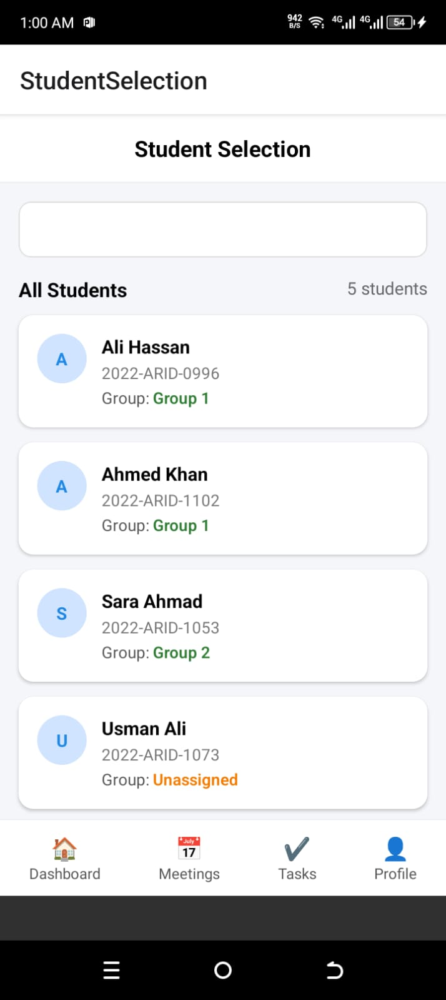 1:00 AM
942 B/S 4G 4G 54
StudentSelection
Student Selection
All Students 5 students
A
Ali Hassan
2022-ARID-0996
Group: Group 1
A
Ahmed Khan
2022-ARID-1102
Group: Group 1
S
Sara Ahmad
2022-ARID-1053
Group: Group 2
U
Usman Ali
2022-ARID-1073
Group: Unassigned
July
17
Dashboard Meetings Tasks Profile